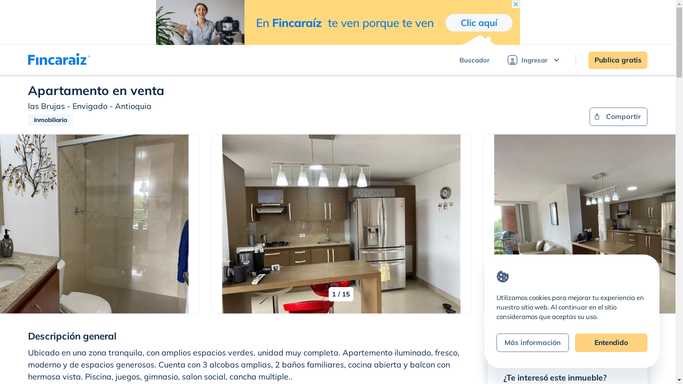 En Fincaraíz te ven porque te ven
Clic aquí
Fincaraíz
Buscador
Ingresar
Publica gratis
Apartamento en venta
las Brujas - Envigado - Antioquia
Inmobiliaria
Compartir
1 / 15
Utilizamos cookies para mejorar tu experiencia en
nuestro sitio web. Al continuar en el sitio
consideramos que aceptas su uso.
Más información
Entendido
Descripción general
Ubicado en una zona tranquila, con amplios espacios verdes, unidad muy completa. Apartamento iluminado, fresco,
moderno y de espacios generosos. Cuenta con 3 alcobas amplias, 2 baños familiares, cocina abierta y balcon con
hermosa vista. Piscina, juegos, gimnasio, salon social, cancha multiple..
¿Te interesó este inmueble?